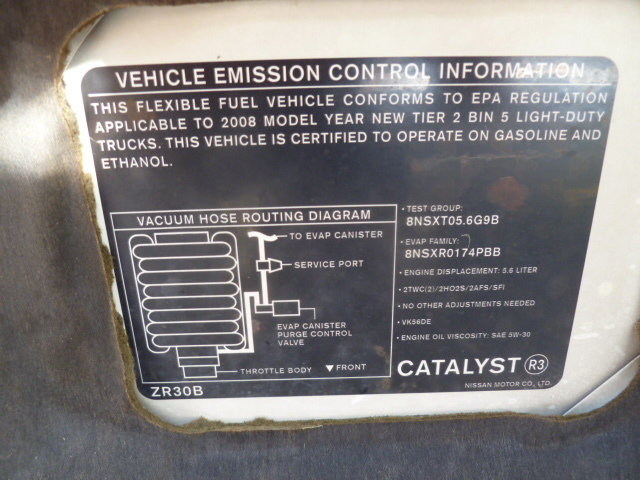 VEHICLE EMISSION CONTROL INFORMATION
THIS FLEXIBLE FUEL VEHICLE CONFORMS TO EPA REGULATION
APPLICABLE TO 2008 MODEL YEAR NEW TIER 2 BIN 5 LIGHT-DUTY
TRUCKS. THIS VEHICLE IS CERTIFIED TO OPERATE ON GASOLINE AND
ETHANOL.
VACUUM HOSE ROUTING DIAGRAM
TO EVAP CANISTER
SERVICE PORT
EVAP CANISTER
PURGE CONTROL
VALVE
THROTTLE BODY ▼FRONT
ZR30B
• TEST GROUP:
8NSXT05.6G9B
• EVAP FAMILY:
8NSXR0174PBB
• ENGINE DISPLACEMENT: 5.6 LITER
• 2TWC(2)/2HO2S/2AFS/SFI
• NO OTHER ADJUSTMENTS NEEDED
• VK56DE
• ENGINE OIL VISCOSITY: SAE 5W-30
CATALYST R3
NISSAN MOTOR CO., LTD.